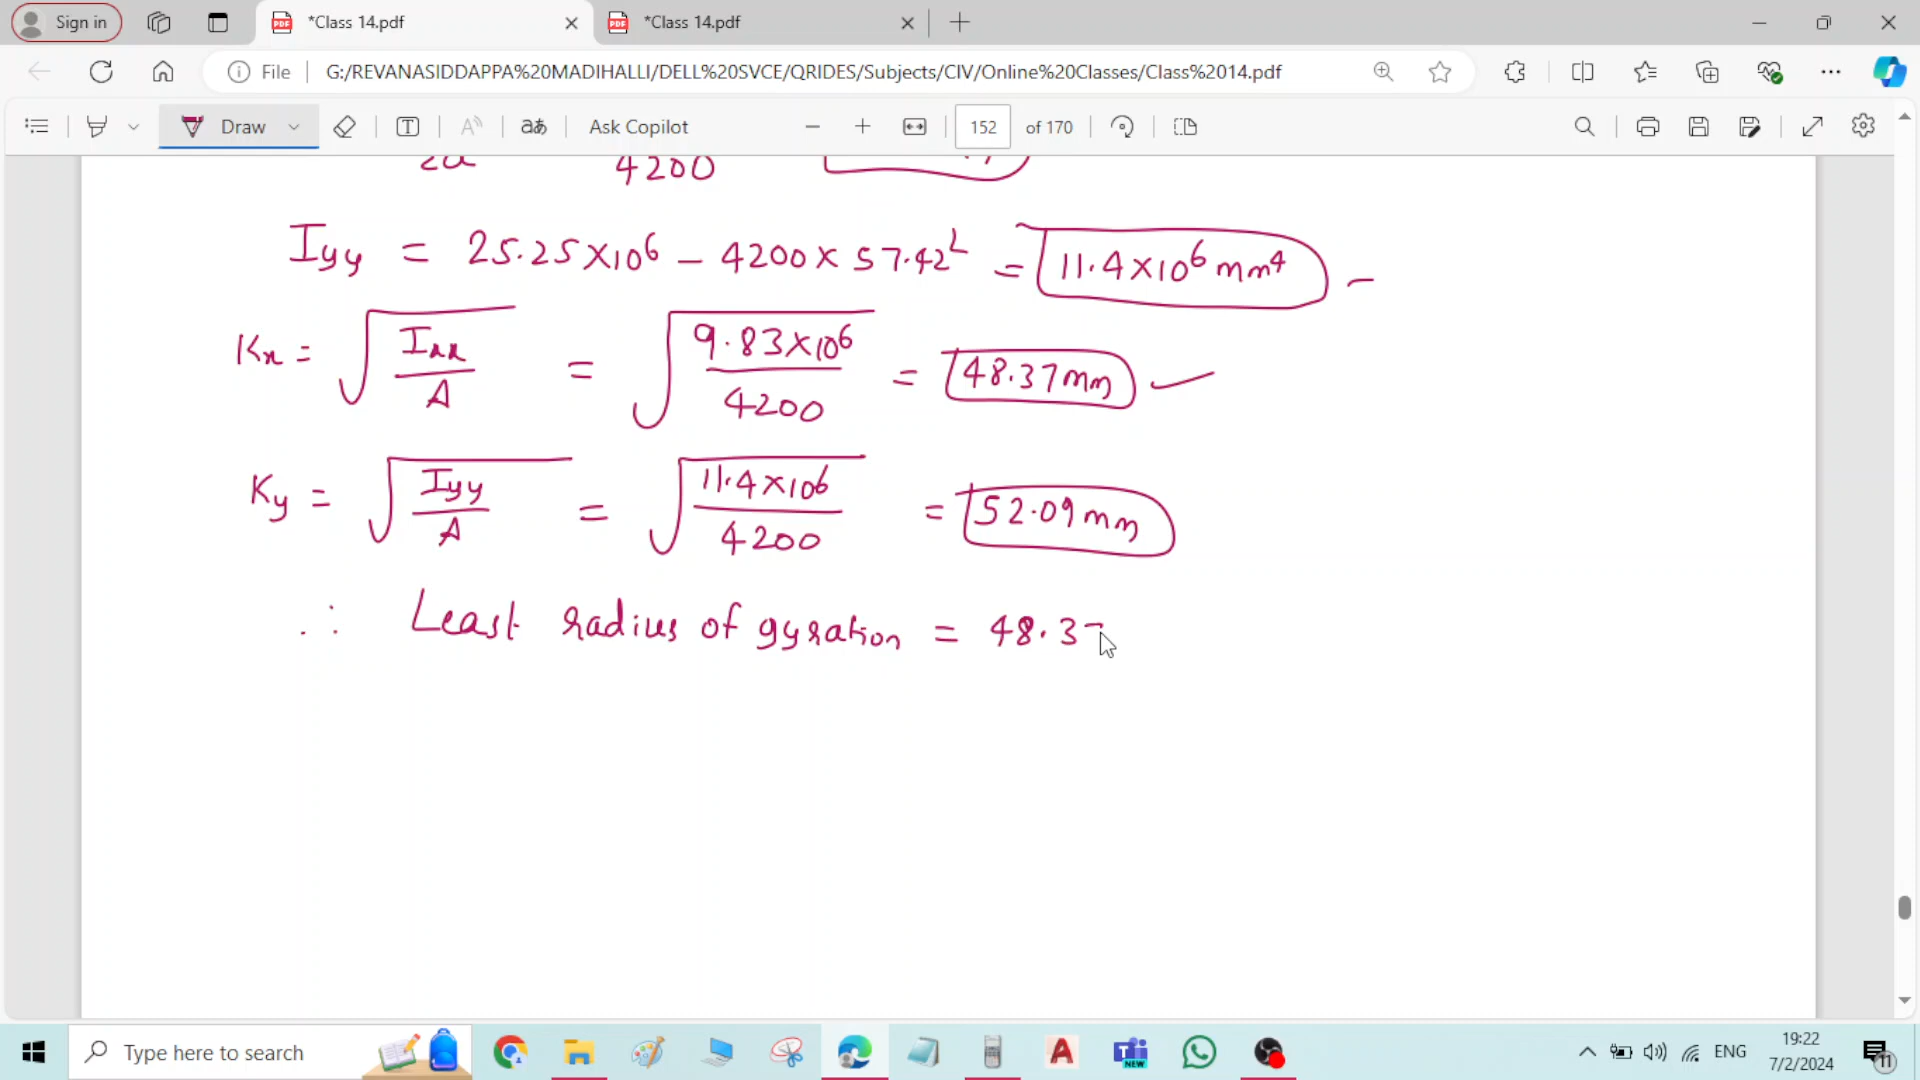 Sign in
*Class 14.pdf
*Class 14.pdf
File
G:/REVANASIDDAPPA%20MADIHALLI/DELL%20SVCE/QRIDES/Subjects/CIV/Online%20Classes/Class%2014.pdf
Draw
Ask Copilot
152 of 170
4200
Iyy = 25.25×10⁶ − 4200×57.42² = 11.4×10⁶ mm⁴
Kx = √(Ixx/A) = √(9.83×10⁶/4200) = 48.37mm
Ky = √(Iyy/A) = √(11.4×10⁶/4200) = 52.09mm
∴ Least radius of gyration = 48.37
Type here to search
NEW
ENG
19:22
7/2/2024
11